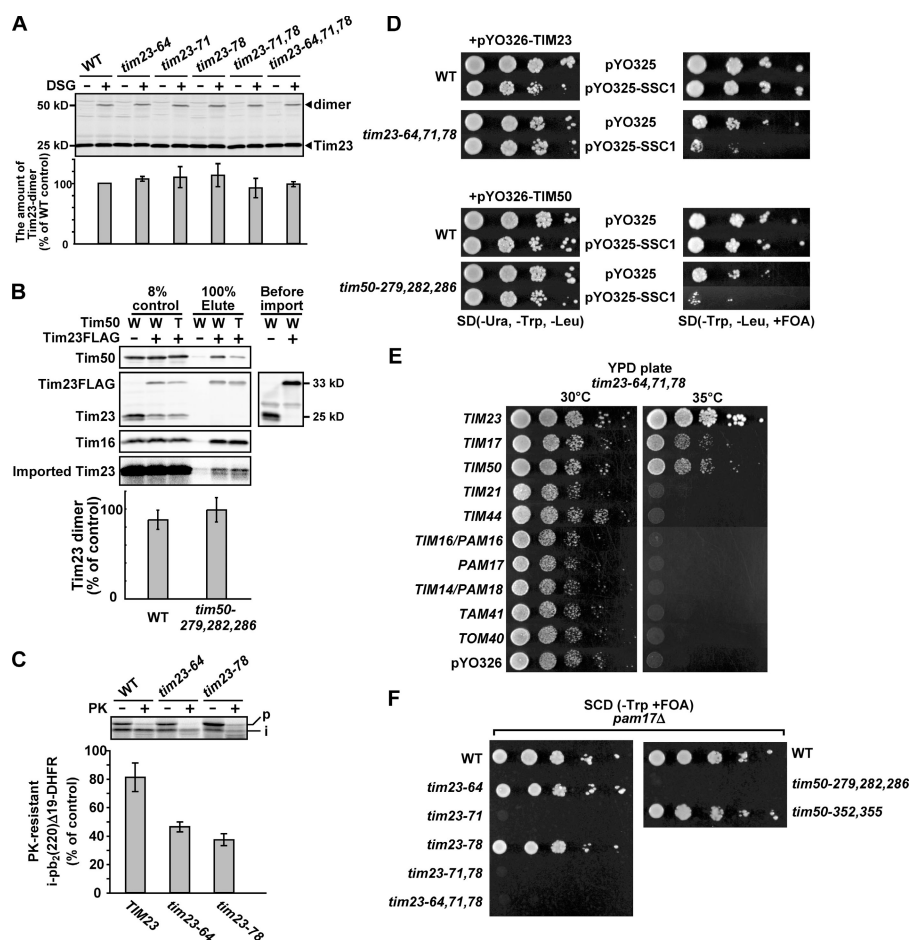 A
WT
tim23-64
tim23-71
tim23-78
tim23-71,78
tim23-64,71,78
DSG – + – + – + – + – + – +
50 kD
dimer
25 kD
Tim23
The amount of
Tim23-dimer
(% of WT control)
100
0
B
8%
control
100%
Elute
Before
import
Tim50 W W T W W T W W
Tim23FLAG – + + – + + – +
Tim50
Tim23FLAG
33 kD
Tim23
25 kD
Tim16
Imported Tim23
Tim23 dimer
(% of control)
100
0
WT
tim50-
279,282,286
C
WT
tim23-64
tim23-78
PK – + – + – +
p
i
PK-resistant
i-pb2(220)Δ19-DHFR
(% of control)
100
80
60
40
20
0
TIM23
tim23-64
tim23-78
D
+pYO326-TIM23
WT
pYO325
pYO325-SSC1
tim23-64,71,78
pYO325
pYO325-SSC1
+pYO326-TIM50
WT
pYO325
pYO325-SSC1
tim50-279,282,286
pYO325
pYO325-SSC1
SD(-Ura, -Trp, -Leu)
SD(-Trp, -Leu, +FOA)
E
YPD plate
tim23-64,71,78
30°C
35°C
TIM23
TIM17
TIM50
TIM21
TIM44
TIM16/PAM16
PAM17
TIM14/PAM18
TAM41
TOM40
pYO326
F
SCD (-Trp +FOA)
pam17Δ
WT
tim23-64
tim23-71
tim23-78
tim23-71,78
tim23-64,71,78
WT
tim50-279,282,286
tim50-352,355